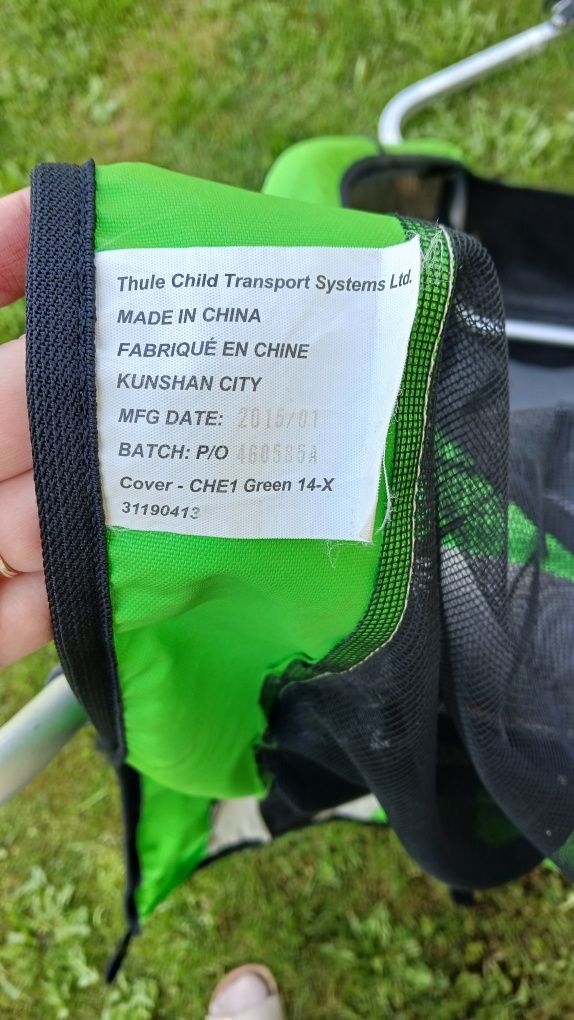 Thule Child Transport Systems Ltd.
MADE IN CHINA
FABRIQUÉ EN CHINE
KUNSHAN CITY
MFG DATE: 2015/01
BATCH: P/O 460585A
Cover - CHE1 Green 14-X
31190413